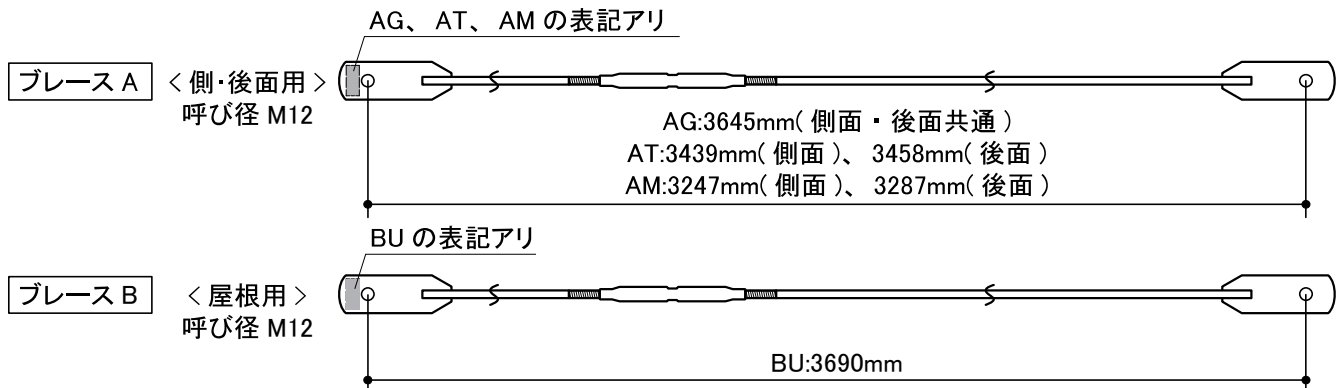 AG、 AT、 AM の表記アリ
ブレース A
< 側・後面用 >
呼び径 M12
AG:3645mm( 側面・後面共通 )
AT:3439mm( 側面 )、 3458mm( 後面 )
AM:3247mm( 側面 )、 3287mm( 後面 )
BU の表記アリ
ブレース B
< 屋根用 >
呼び径 M12
BU:3690mm